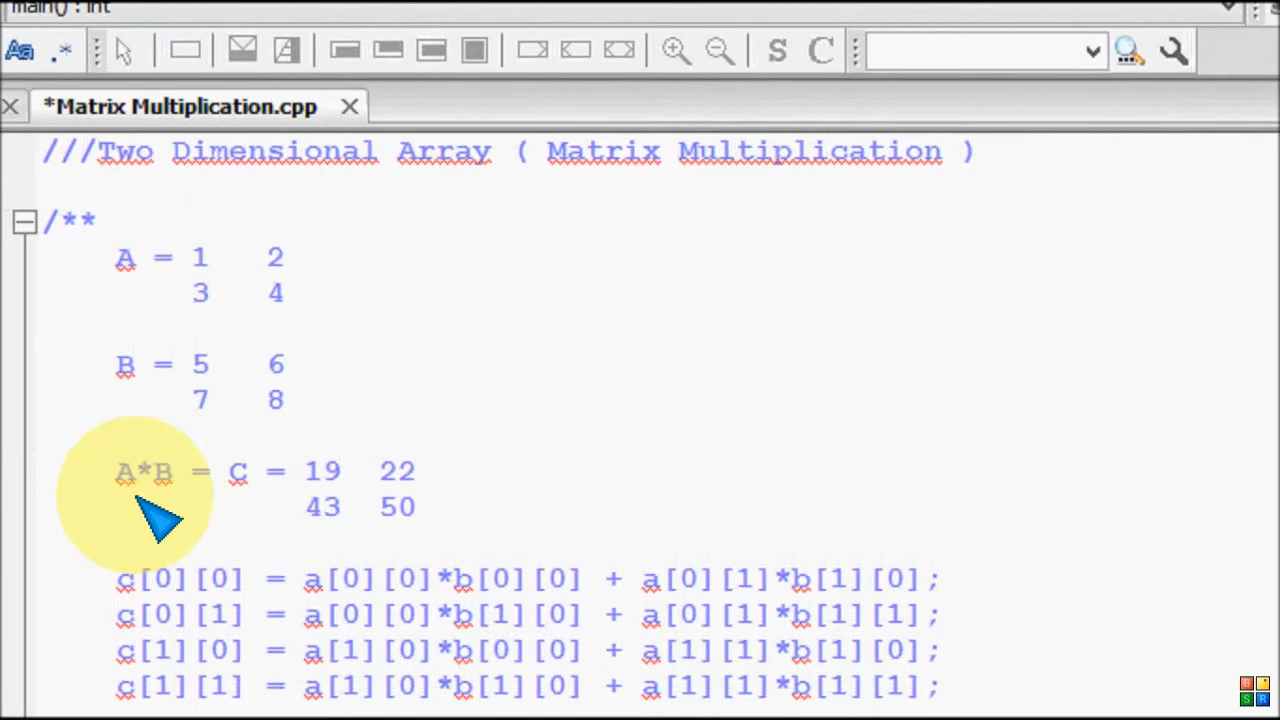 main() : int
Aa .* S C
*Matrix Multiplication.cpp
///Two Dimensional Array ( Matrix Multiplication )
/**
A = 1 2
3 4
B = 5 6
7 8
A*B = C = 19 22
43 50
c[0][0] = a[0][0]*b[0][0] + a[0][1]*b[1][0];
c[0][1] = a[0][0]*b[1][0] + a[0][1]*b[1][1];
c[1][0] = a[1][0]*b[0][0] + a[1][1]*b[1][0];
c[1][1] = a[1][0]*b[1][0] + a[1][1]*b[1][1];